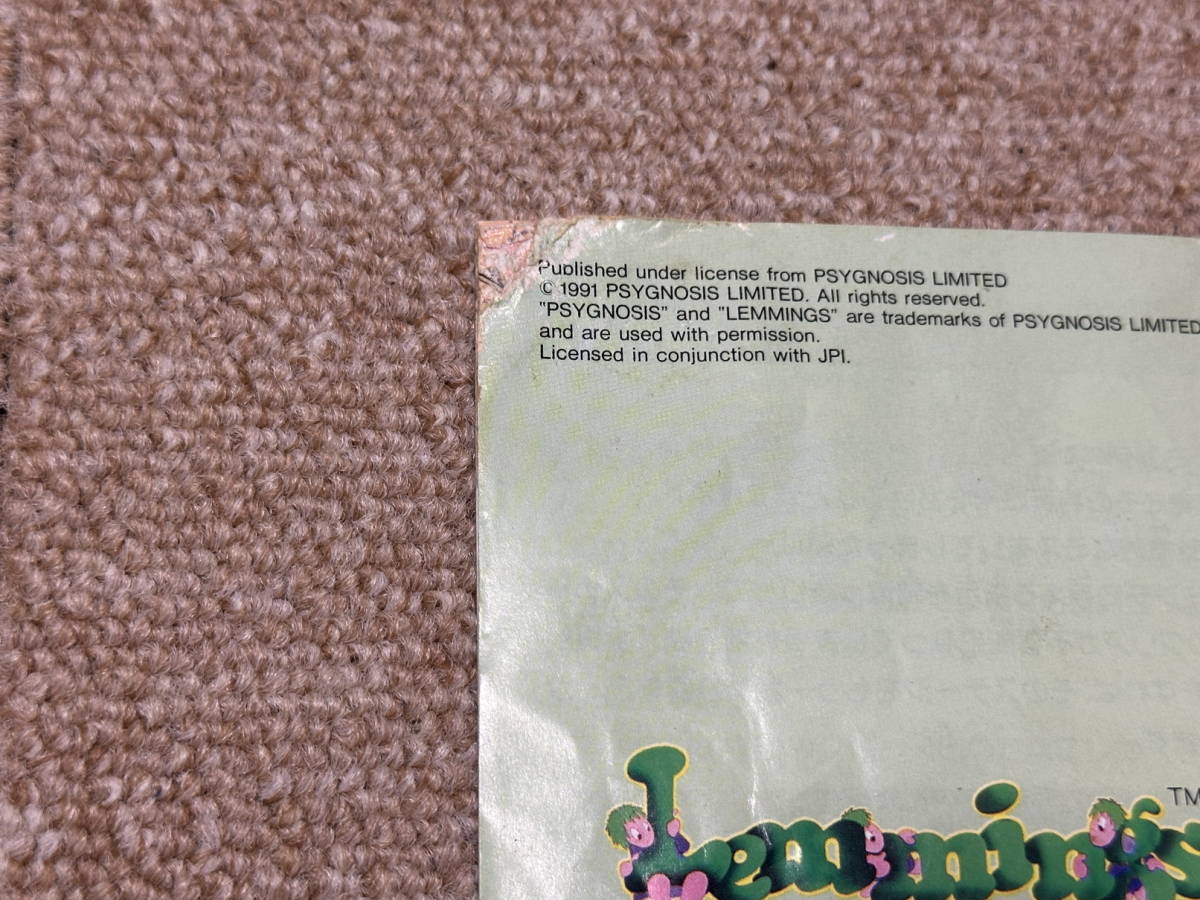 Published under license from PSYGNOSIS LIMITED
© 1991 PSYGNOSIS LIMITED. All rights reserved.
"PSYGNOSIS" and "LEMMINGS" are trademarks of PSYGNOSIS LIMITED
and are used with permission.
Licensed in conjunction with JPI.
Lemmings TM